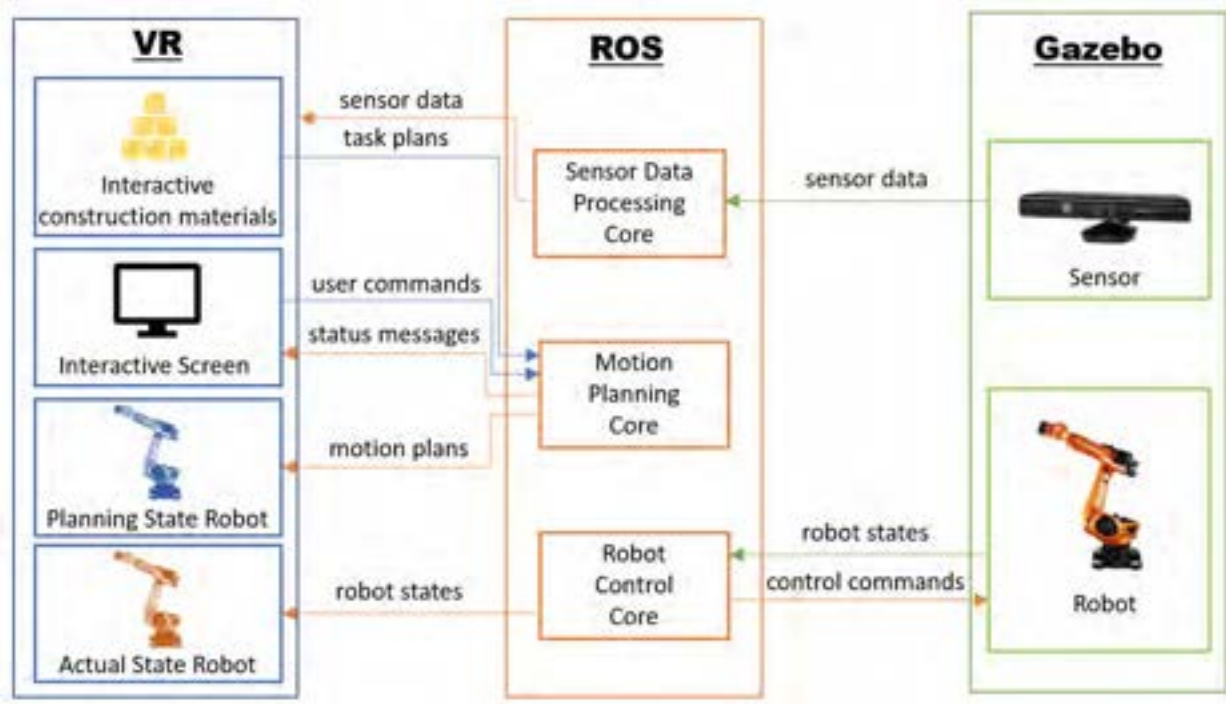 VR
ROS
Gazebo
sensor data
task plans
Interactive
construction materials
Sensor Data
Processing
Core
sensor data
Sensor
user commands
status messages
Interactive Screen
Motion
Planning
Core
motion plans
Planning State Robot
robot states
Actual State Robot
Robot
Control
Core
robot states
control commands
Robot